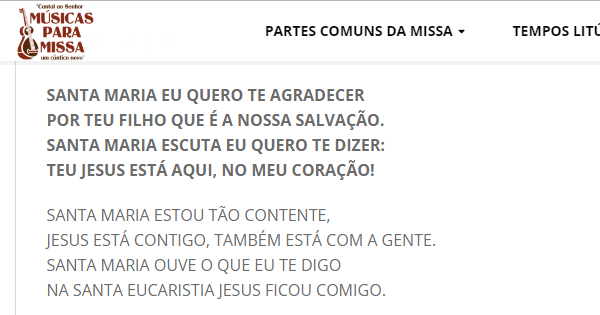 "Cantai ao Senhor
MÚSICAS
PARA
MISSA
um cântico novo"
PARTES COMUNS DA MISSA
TEMPOS LITÚ
SANTA MARIA EU QUERO TE AGRADECER
POR TEU FILHO QUE É A NOSSA SALVAÇÃO.
SANTA MARIA ESCUTA EU QUERO TE DIZER:
TEU JESUS ESTÁ AQUI, NO MEU CORAÇÃO!
SANTA MARIA ESTOU TÃO CONTENTE,
JESUS ESTÁ CONTIGO, TAMBÉM ESTÁ COM A GENTE.
SANTA MARIA OUVE O QUE EU TE DIGO
NA SANTA EUCARISTIA JESUS FICOU COMIGO.